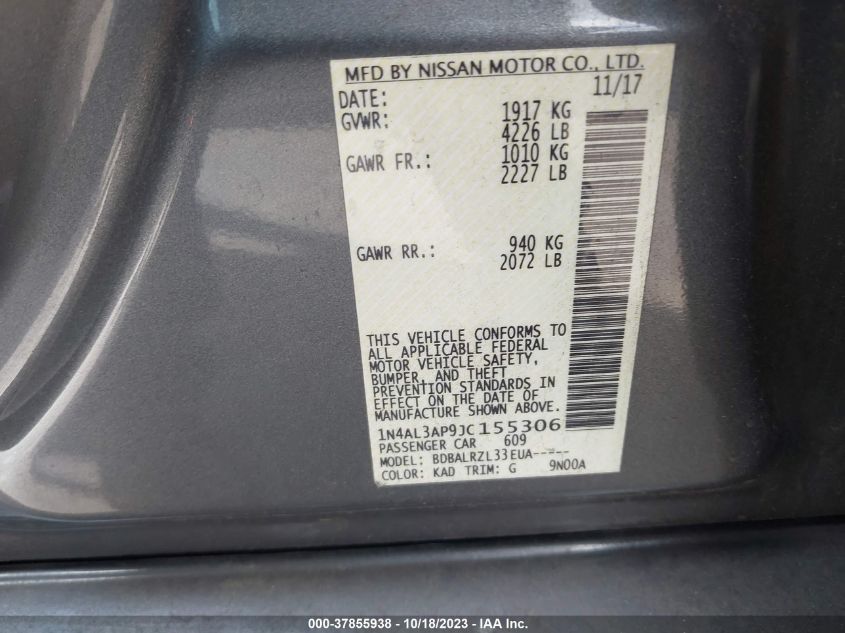 MFD BY NISSAN MOTOR CO., LTD.
DATE: 11/17
GVWR: 1917 KG
4226 LB
GAWR FR.: 1010 KG
2227 LB
GAWR RR.: 940 KG
2072 LB
THIS VEHICLE CONFORMS TO
ALL APPLICABLE FEDERAL
MOTOR VEHICLE SAFETY,
BUMPER, AND THEFT
PREVENTION STANDARDS IN
EFFECT ON THE DATE OF
MANUFACTURE SHOWN ABOVE.
1N4AL3AP9JC155306
PASSENGER CAR 609
MODEL: BDBALRZL33EUA-----
COLOR: KAD TRIM: G 9N00A
000-37855938 - 10/18/2023 - IAA Inc.